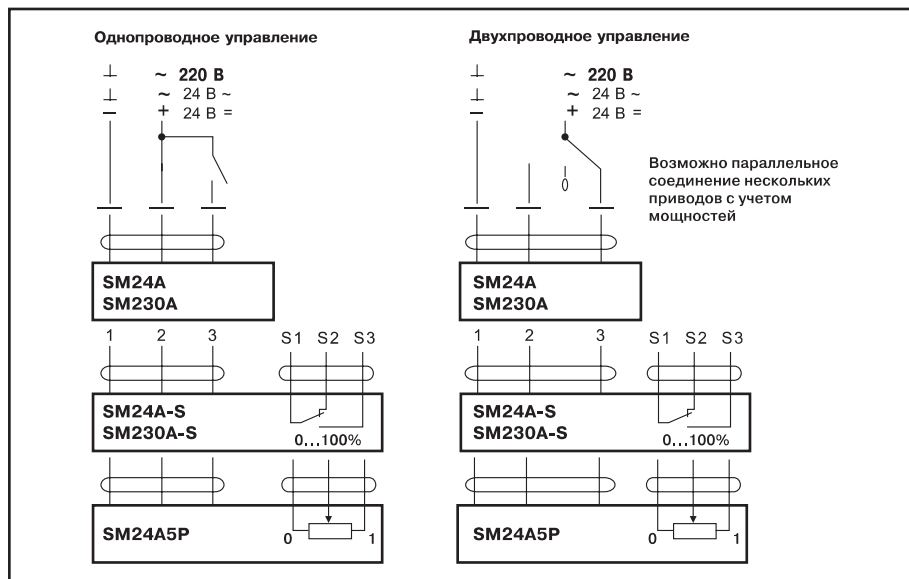 Однопроводное управление
~ 220 В
~ 24 В ~
+ 24 В =
SM24A
SM230A
1 2 3 S1 S2 S3
SM24A-S
SM230A-S
0...100%
SM24A5P
0 1
Двухпроводное управление
~ 220 В
~ 24 В ~
+ 24 В =
Возможно параллельное
соединение нескольких
приводов с учетом
мощностей
0
SM24A
SM230A
1 2 3 S1 S2 S3
SM24A-S
SM230A-S
0...100%
SM24A5P
0 1